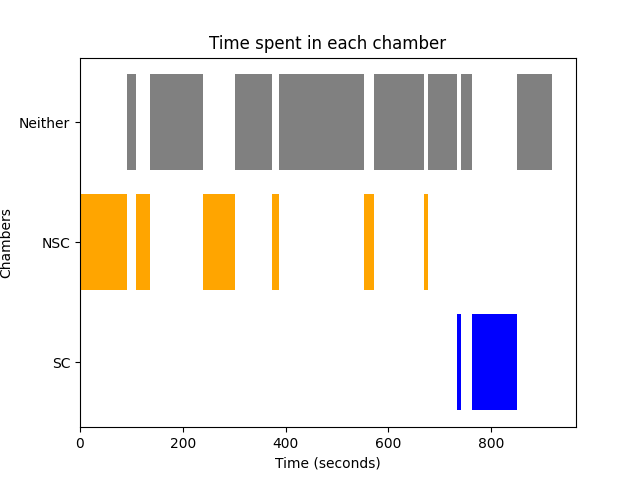 Time spent in each chamber
Neither
NSC
SC
Chambers
0 200 400 600 800
Time (seconds)